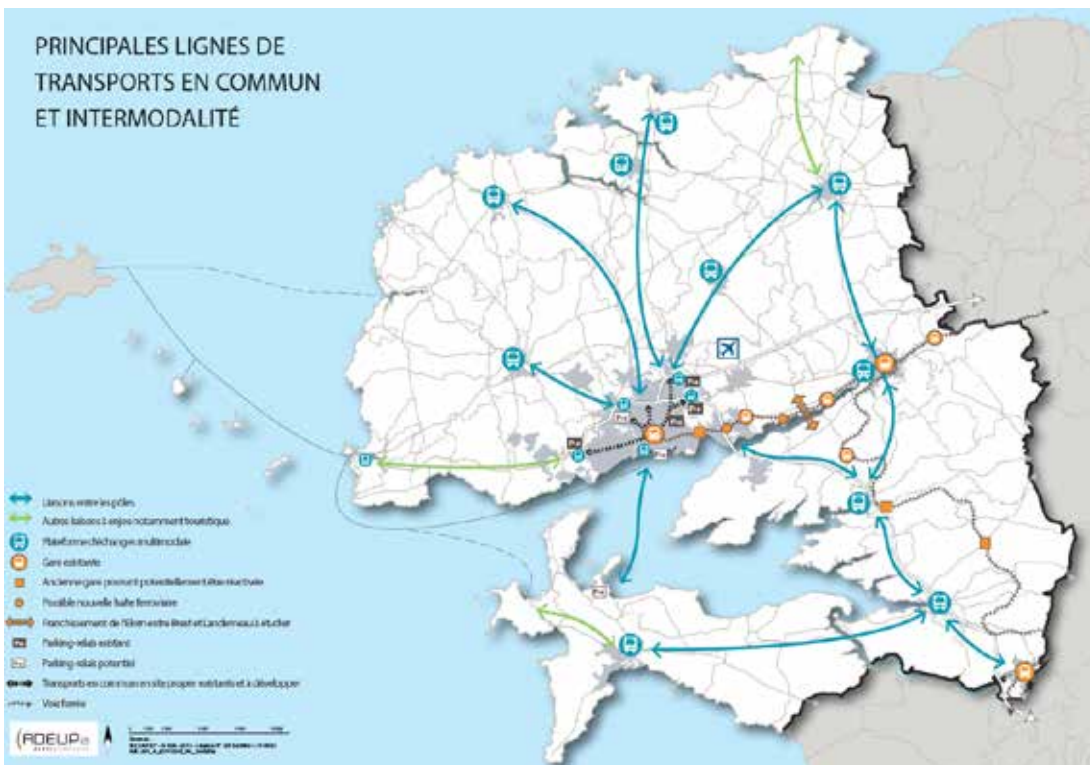 PRINCIPALES LIGNES DE
TRANSPORTS EN COMMUN
ET INTERMODALITÉ
Liaisons entre les pôles
Autres liaisons à enjeu notamment touristique
Plateforme d'échanges multimodale
Gare existante
Ancienne gare pouvant potentiellement être réactivée
Possible nouvelle halte ferroviaire
Franchissement de l'Elorn entre Brest et Landerneau à étudier
Parking-relais existant
Parking-relais potentiel
Transports en commun en site propre existants et à développer
Voie ferrée
ADEUPa